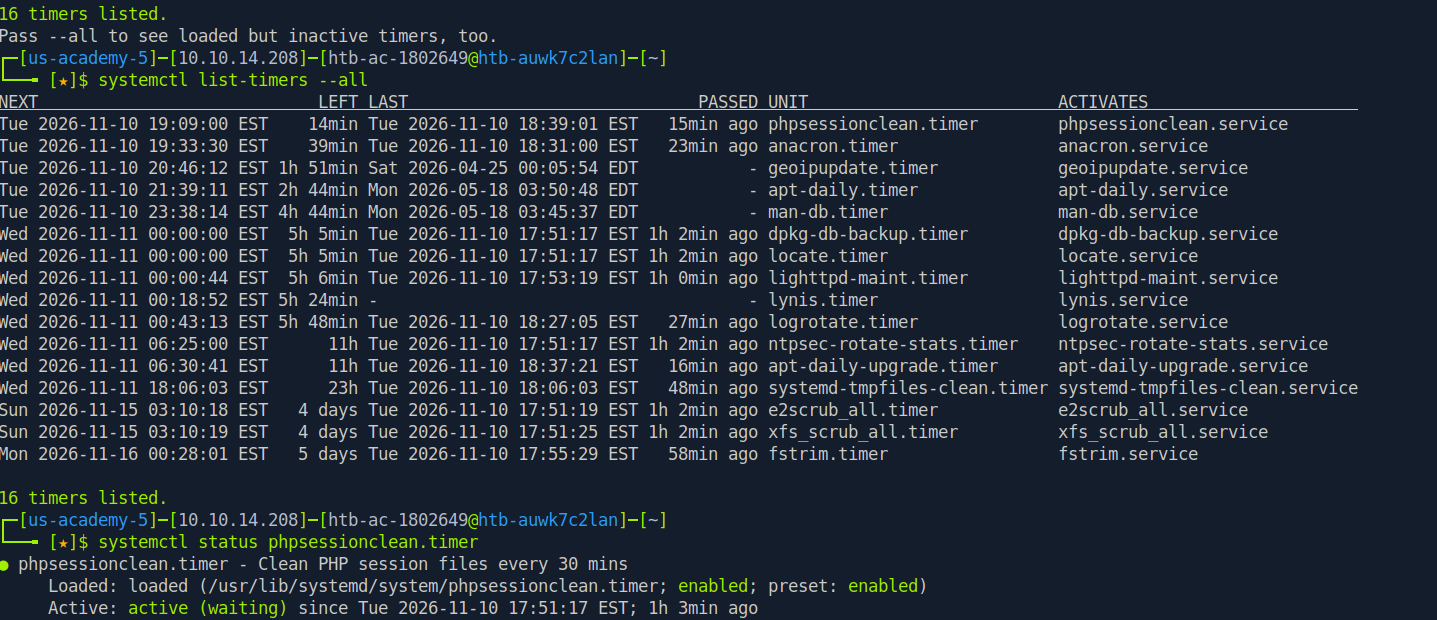 16 timers listed.
Pass --all to see loaded but inactive timers, too.
┌─[us-academy-5]─[10.10.14.208]─[htb-ac-1802649@htb-auwk7c2lan]─[~]
└──╼ [★]$ systemctl list-timers --all
NEXT                            LEFT LAST                             PASSED UNIT                         ACTIVATES
Tue 2026-11-10 19:09:00 EST    14min Tue 2026-11-10 18:39:01 EST   15min ago phpsessionclean.timer        phpsessionclean.service
Tue 2026-11-10 19:33:30 EST    39min Tue 2026-11-10 18:31:00 EST   23min ago anacron.timer                anacron.service
Tue 2026-11-10 20:46:12 EST 1h 51min Sat 2026-04-25 00:05:54 EDT           - geoipupdate.timer            geoipupdate.service
Tue 2026-11-10 21:39:11 EST 2h 44min Mon 2026-05-18 03:50:48 EDT           - apt-daily.timer              apt-daily.service
Tue 2026-11-10 23:38:14 EST 4h 44min Mon 2026-05-18 03:45:37 EDT           - man-db.timer                 man-db.service
Wed 2026-11-11 00:00:00 EST  5h 5min Tue 2026-11-10 17:51:17 EST 1h 2min ago dpkg-db-backup.timer         dpkg-db-backup.service
Wed 2026-11-11 00:00:00 EST  5h 5min Tue 2026-11-10 17:51:17 EST 1h 2min ago locate.timer                 locate.service
Wed 2026-11-11 00:00:44 EST  5h 6min Tue 2026-11-10 17:53:19 EST 1h 0min ago lighttpd-maint.timer         lighttpd-maint.service
Wed 2026-11-11 00:18:52 EST 5h 24min -                                     - lynis.timer                  lynis.service
Wed 2026-11-11 00:43:13 EST 5h 48min Tue 2026-11-10 18:27:05 EST   27min ago logrotate.timer              logrotate.service
Wed 2026-11-11 06:25:00 EST      11h Tue 2026-11-10 17:51:17 EST 1h 2min ago ntpsec-rotate-stats.timer    ntpsec-rotate-stats.service
Wed 2026-11-11 06:30:41 EST      11h Tue 2026-11-10 18:37:21 EST   16min ago apt-daily-upgrade.timer      apt-daily-upgrade.service
Wed 2026-11-11 18:06:03 EST      23h Tue 2026-11-10 18:06:03 EST   48min ago systemd-tmpfiles-clean.timer systemd-tmpfiles-clean.service
Sun 2026-11-15 03:10:18 EST   4 days Tue 2026-11-10 17:51:19 EST 1h 2min ago e2scrub_all.timer            e2scrub_all.service
Sun 2026-11-15 03:10:19 EST   4 days Tue 2026-11-10 17:51:25 EST 1h 2min ago xfs_scrub_all.timer          xfs_scrub_all.service
Mon 2026-11-16 00:28:01 EST   5 days Tue 2026-11-10 17:55:29 EST   58min ago fstrim.timer                 fstrim.service
16 timers listed.
┌─[us-academy-5]─[10.10.14.208]─[htb-ac-1802649@htb-auwk7c2lan]─[~]
└──╼ [★]$ systemctl status phpsessionclean.timer
● phpsessionclean.timer - Clean PHP session files every 30 mins
     Loaded: loaded (/usr/lib/systemd/system/phpsessionclean.timer; enabled; preset: enabled)
     Active: active (waiting) since Tue 2026-11-10 17:51:17 EST; 1h 3min ago